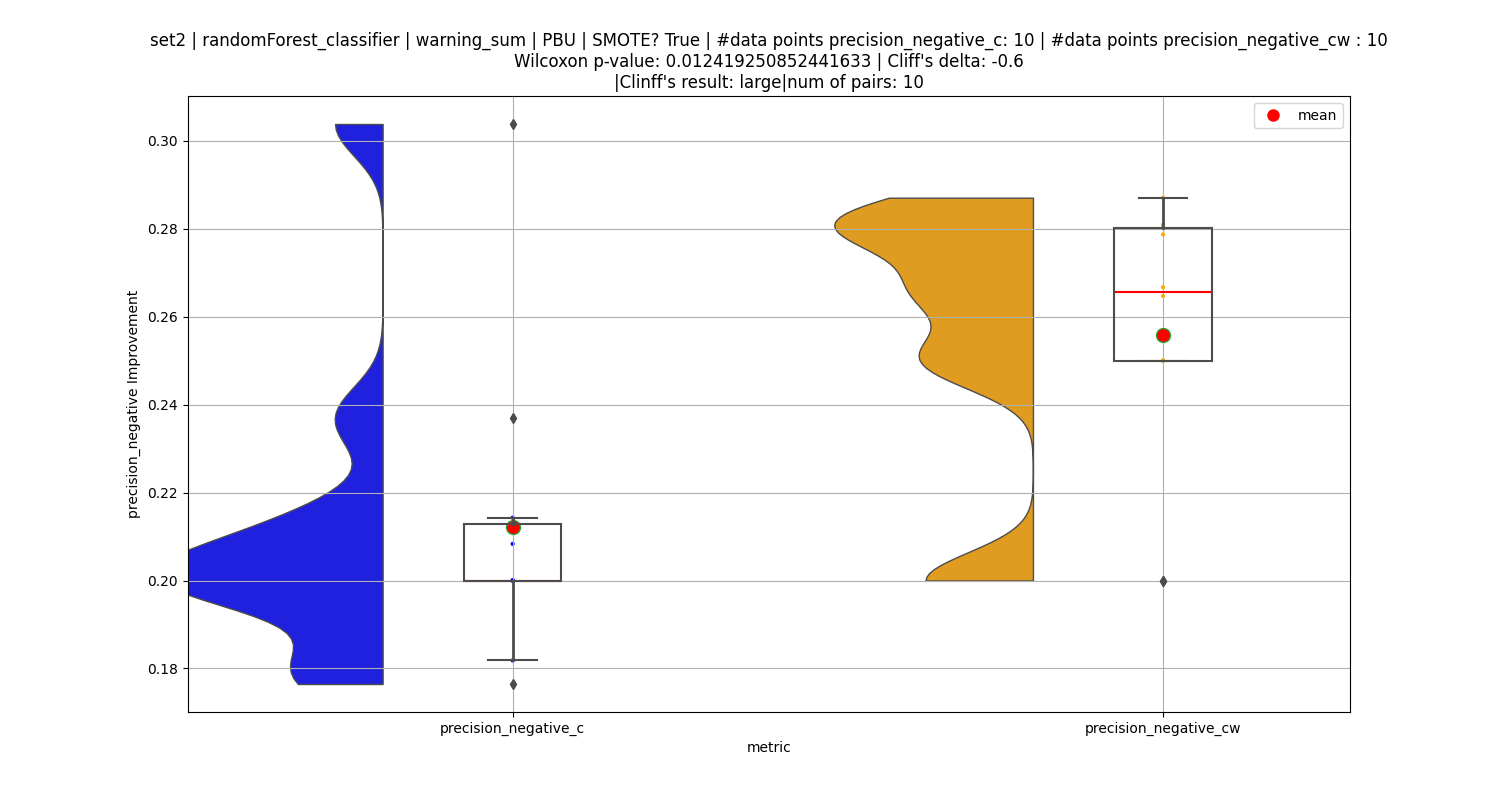 set2 | randomForest_classifier | warning_sum | PBU | SMOTE? True | #data points precision_negative_c: 10 | #data points precision_negative_cw : 10
Wilcoxon p-value: 0.012419250852441633 | Cliff's delta: -0.6
|Clinff's result: large|num of pairs: 10
mean
precision_negative Improvement
0.30
0.28
0.26
0.24
0.22
0.20
0.18
precision_negative_c
precision_negative_cw
metric